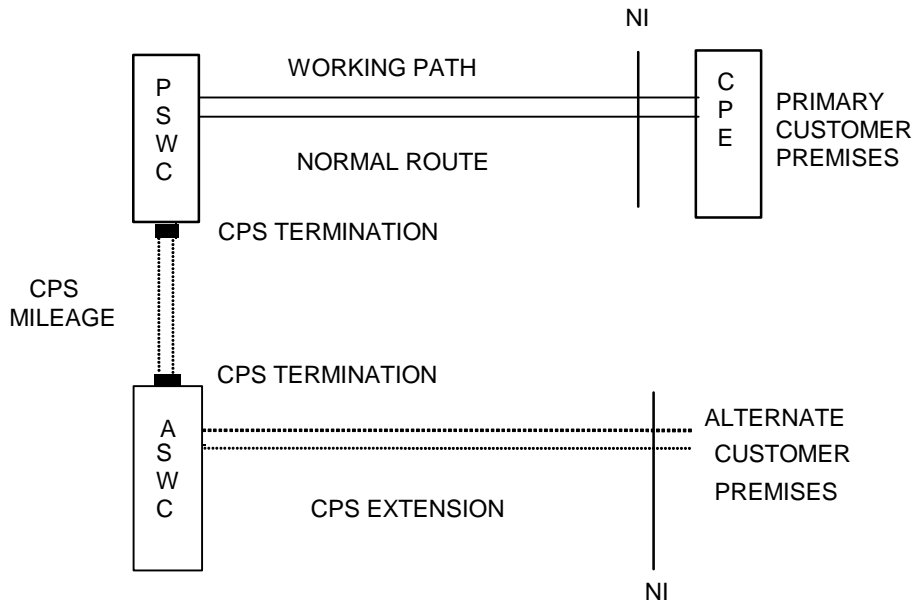 NI
WORKING PATH
P
S
W
C
C
P
E
PRIMARY
CUSTOMER
PREMISES
NORMAL ROUTE
CPS TERMINATION
CPS
MILEAGE
CPS TERMINATION
A
S
W
C
ALTERNATE
CUSTOMER
PREMISES
CPS EXTENSION
NI